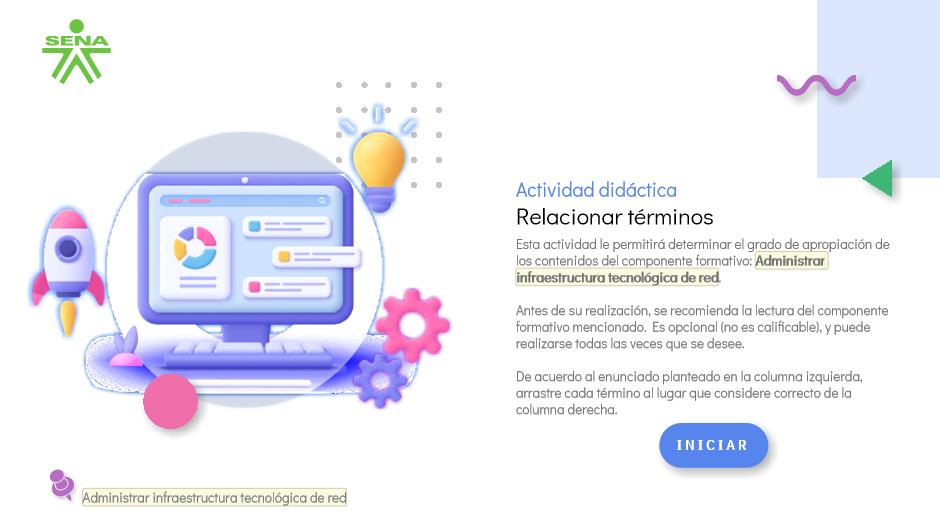 SENA
Actividad didáctica
Relacionar términos
Esta actividad le permitirá determinar el grado de apropiación de
los contenidos del componente formativo: Administrar
infraestructura tecnológica de red.
Antes de su realización, se recomienda la lectura del componente
formativo mencionado. Es opcional (no es calificable), y puede
realizarse todas las veces que se desee.
De acuerdo al enunciado planteado en la columna izquierda,
arrastre cada término al lugar que considere correcto de la
columna derecha.
INICIAR
Administrar infraestructura tecnológica de red